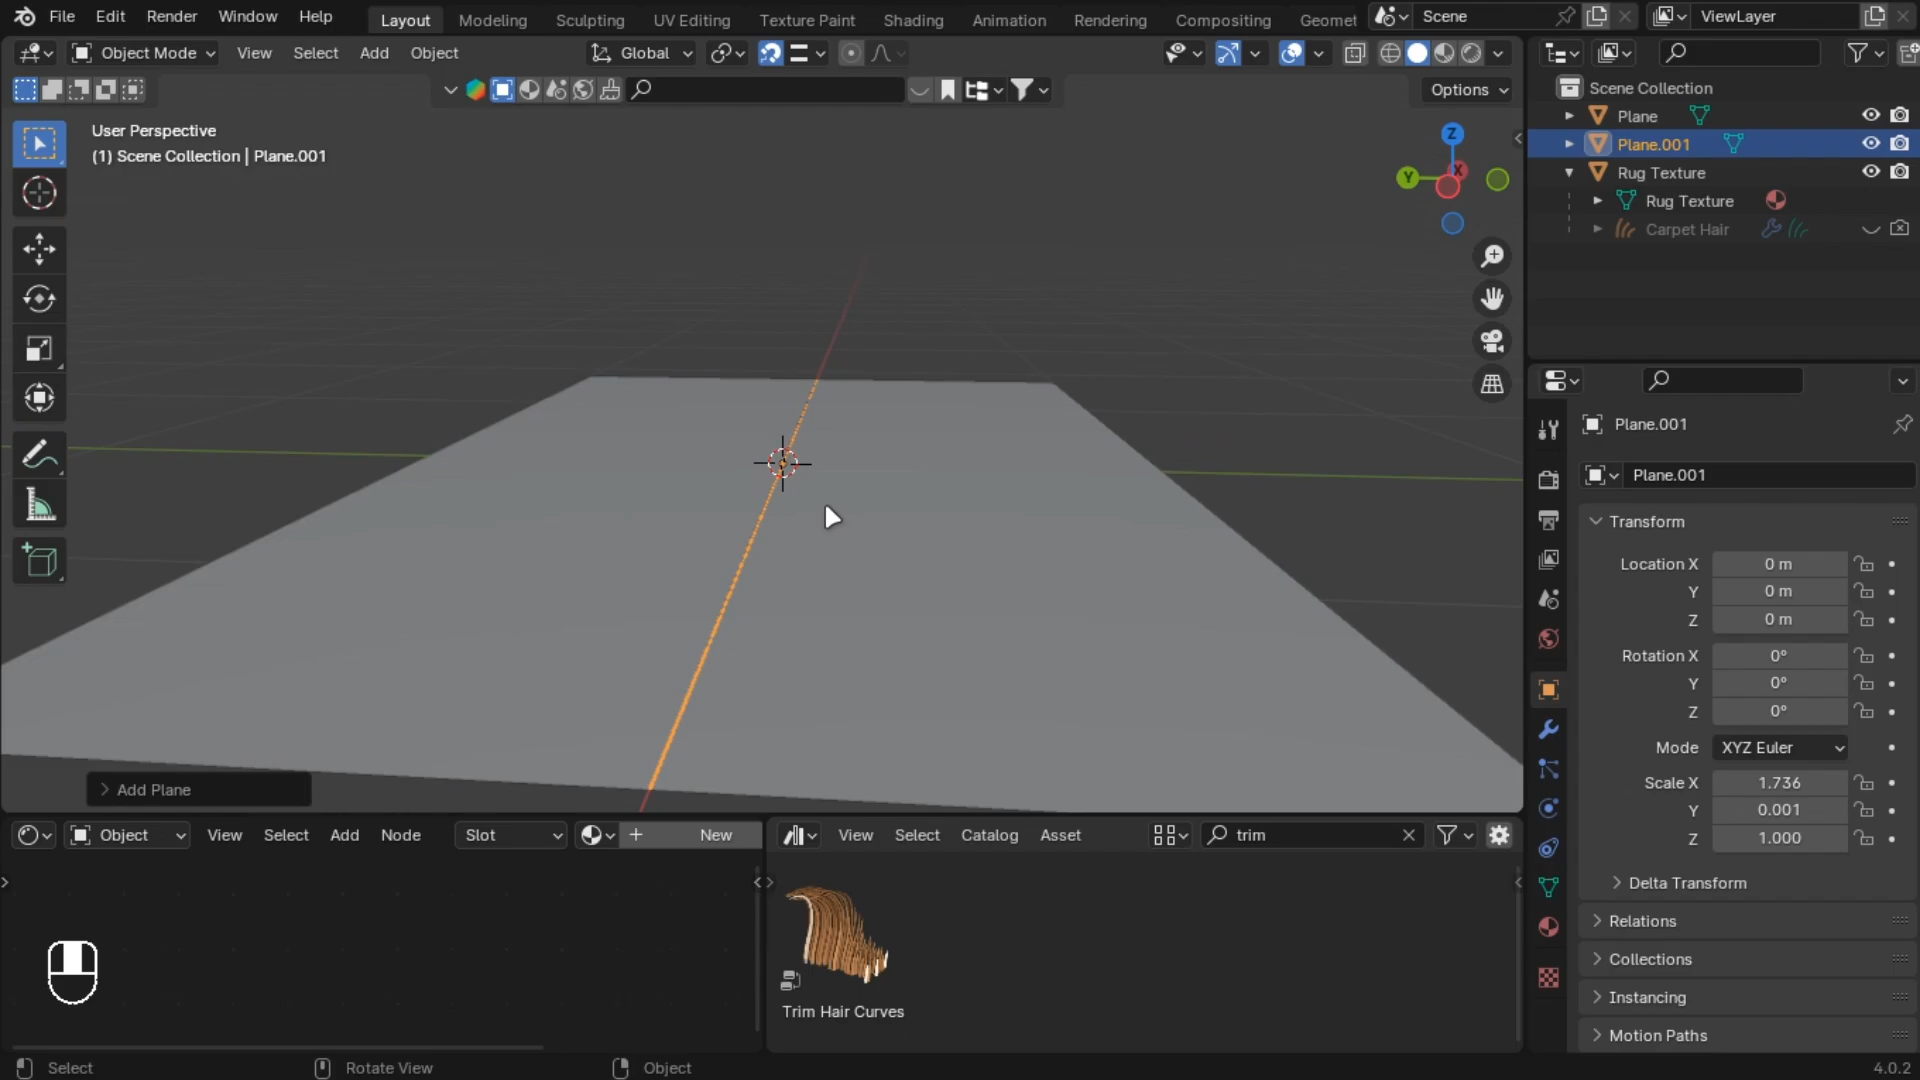 File Edit Render Window Help Layout Modeling Sculpting UV Editing Texture Paint Shading Animation Rendering Compositing Geomet Scene ViewLayer
Object Mode View Select Add Object Global
Options
User Perspective
(1) Scene Collection | Plane.001
Z
Y
X
Add Plane
Scene Collection
Plane
Plane.001
Rug Texture
Rug Texture
Carpet Hair
Plane.001
Plane.001
Transform
Location X 0 m
Y 0 m
Z 0 m
Rotation X 0°
Y 0°
Z 0°
Mode XYZ Euler
Scale X 1.736
Y 0.001
Z 1.000
Delta Transform
Relations
Collections
Instancing
Motion Paths
Object View Select Add Node Slot New
View Select Catalog Asset trim
Trim Hair Curves
Select Rotate View Object 4.0.2